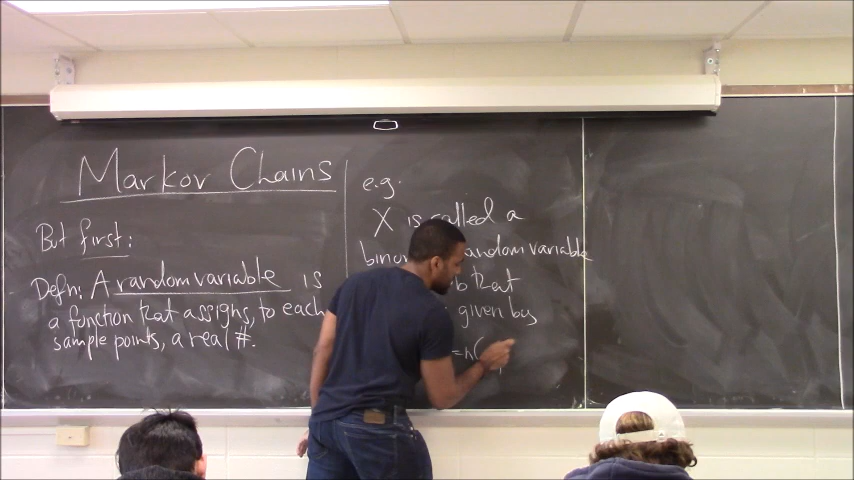 Markov Chains
But first:
Defn: A random variable is
a function that assigns, to each
sample points, a real #.
e.g.
X is called a
random variable
that
given by
=n(